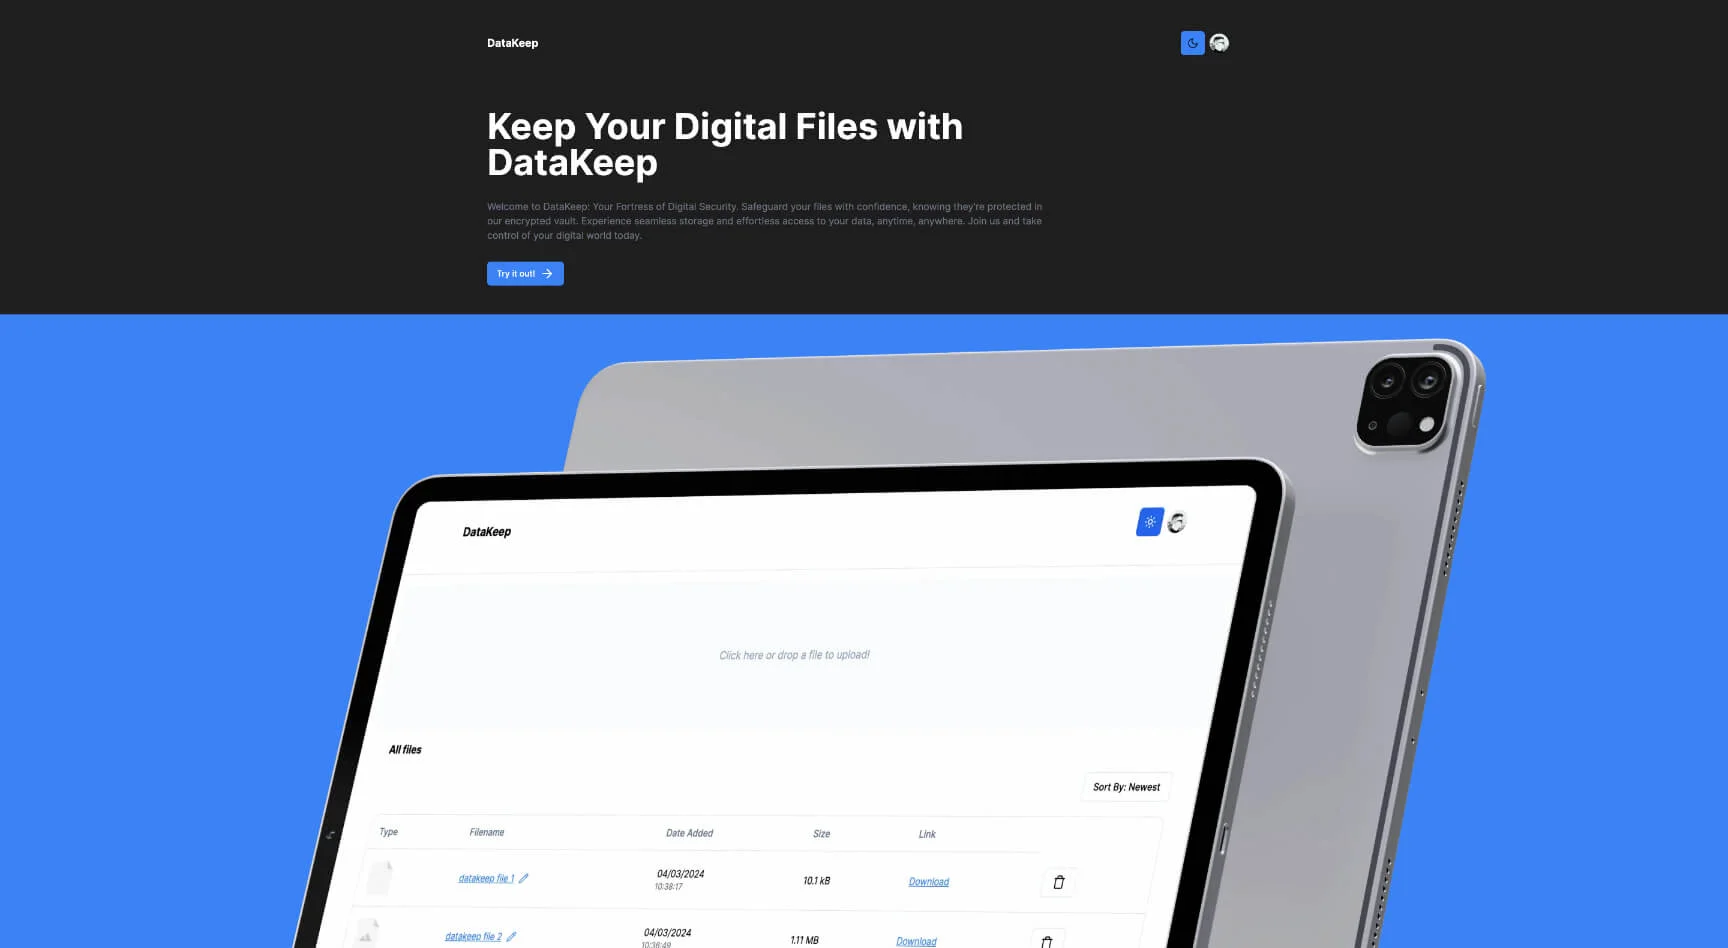 DataKeep
Keep Your Digital Files with
DataKeep
Welcome to DataKeep: Your Fortress of Digital Security. Safeguard your files with confidence, knowing they're protected in
our encrypted vault. Experience seamless storage and effortless access to your data, anytime, anywhere. Join us and take
control of your digital world today.
Try it out!
DataKeep
Click here or drop a file to upload!
All files
Sort By: Newest
Type Filename Date Added Size Link
datakeep file 1 04/03/2024 10.1 kB Download
10:38:17
datakeep file 2 04/03/2024 1.11 MB Download
10:36:49